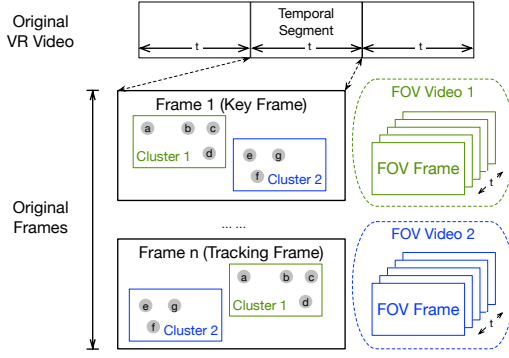 Original
VR Video
Temporal
Segment
t
t
t
Frame 1 (Key Frame)
a
b
c
d
Cluster 1
e
g
f
Cluster 2
FOV Video 1
FOV Frame
t
Original
Frames
... ...
Frame n (Tracking Frame)
a
b
c
d
Cluster 1
e
g
f
Cluster 2
FOV Video 2
FOV Frame
t